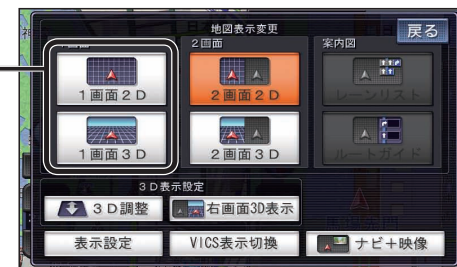 地図表示変更
戻る
1画面
2画面
案内図
1画面2D
2画面2D
レーンリスト
1画面3D
2画面3D
ルートガイド
3D表示設定
3D調整
右画面3D表示
表示設定
VICS表示切換
ナビ+映像